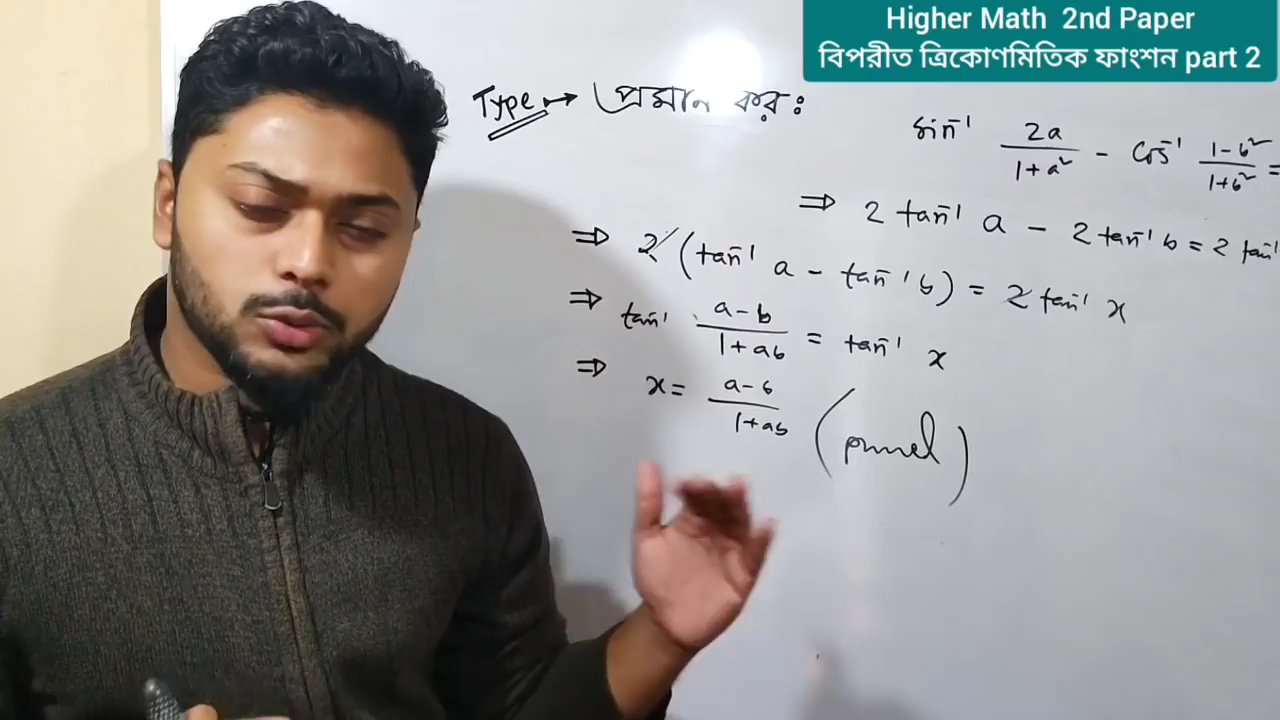 Higher Math 2nd Paper
বিপরীত ত্রিকোণমিতিক ফাংশন part 2
Type → প্রমান কর:
sin⁻¹ 2a/(1+a²) - cos⁻¹ (1-b²)/(1+b²) =
⇒ 2 tan⁻¹ a - 2 tan⁻¹ b = 2 tan⁻¹
⇒ 2 (tan⁻¹ a - tan⁻¹ b) = 2 tan⁻¹ x
⇒ tan⁻¹ (a-b)/(1+ab) = tan⁻¹ x
⇒ x = (a-b)/(1+ab)